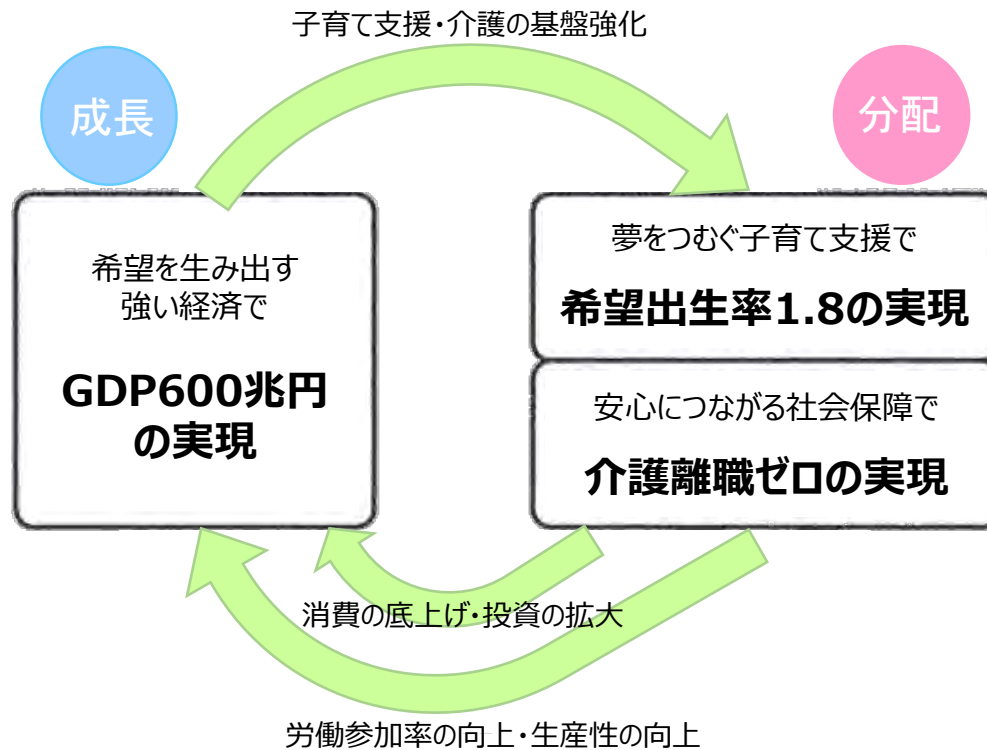 子育て支援・介護の基盤強化
成長
分配
希望を生み出す
強い経済で
GDP600兆円
の実現
夢をつむぐ子育て支援で
希望出生率1.8の実現
安心につながる社会保障で
介護離職ゼロの実現
消費の底上げ・投資の拡大
労働参加率の向上・生産性の向上